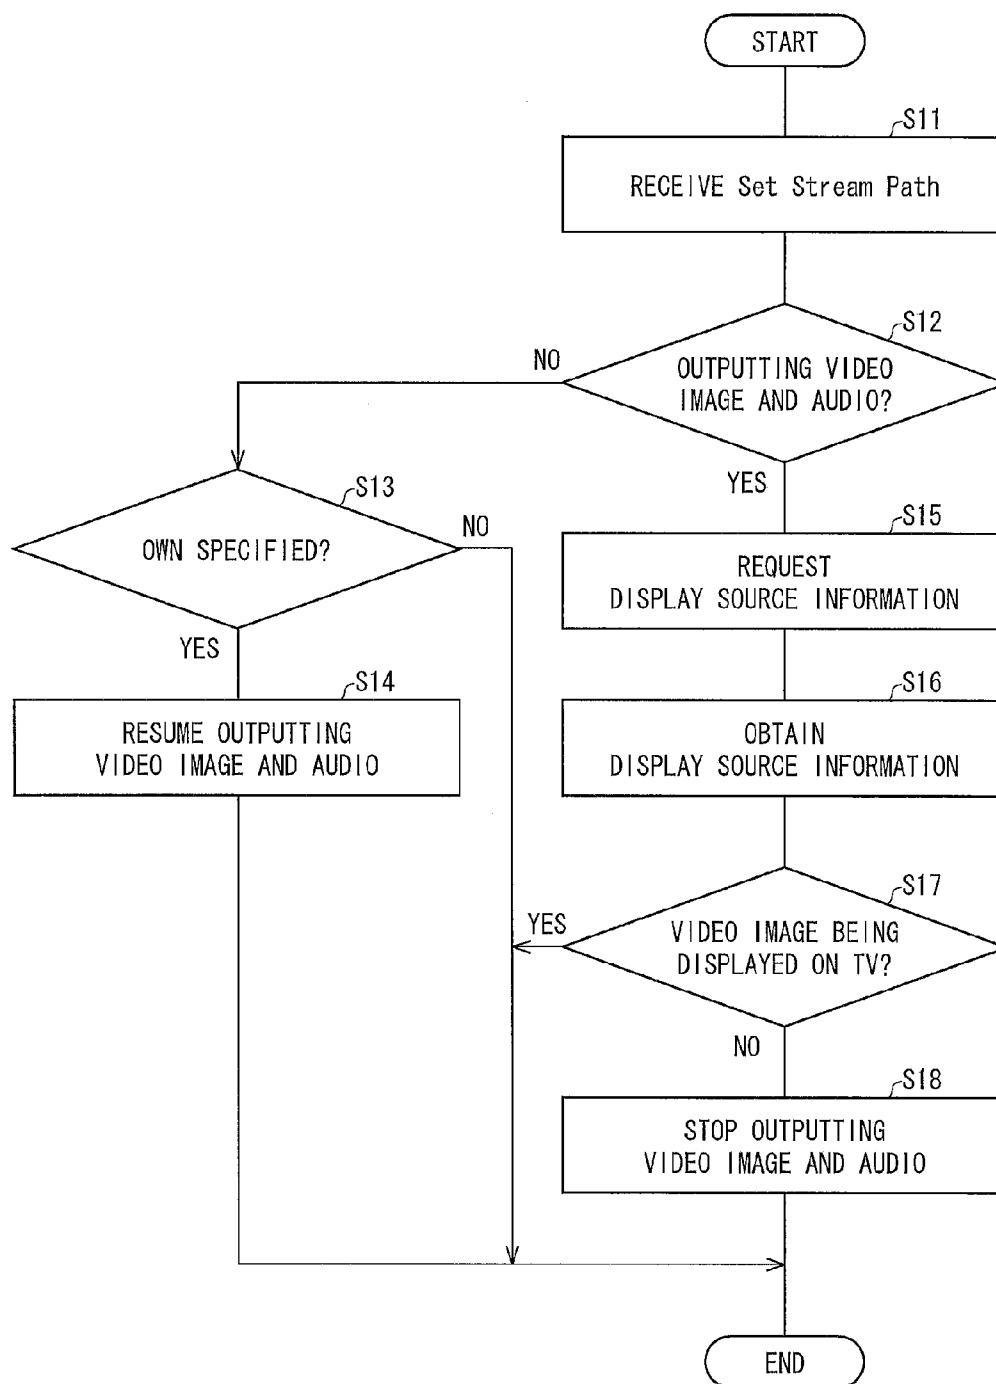 START
S11
RECEIVE Set Stream Path
S12
OUTPUTTING VIDEO
IMAGE AND AUDIO?
NO
YES
S13
OWN SPECIFIED?
NO
YES
S14
RESUME OUTPUTTING
VIDEO IMAGE AND AUDIO
S15
REQUEST
DISPLAY SOURCE INFORMATION
S16
OBTAIN
DISPLAY SOURCE INFORMATION
S17
VIDEO IMAGE BEING
DISPLAYED ON TV?
YES
NO
S18
STOP OUTPUTTING
VIDEO IMAGE AND AUDIO
END